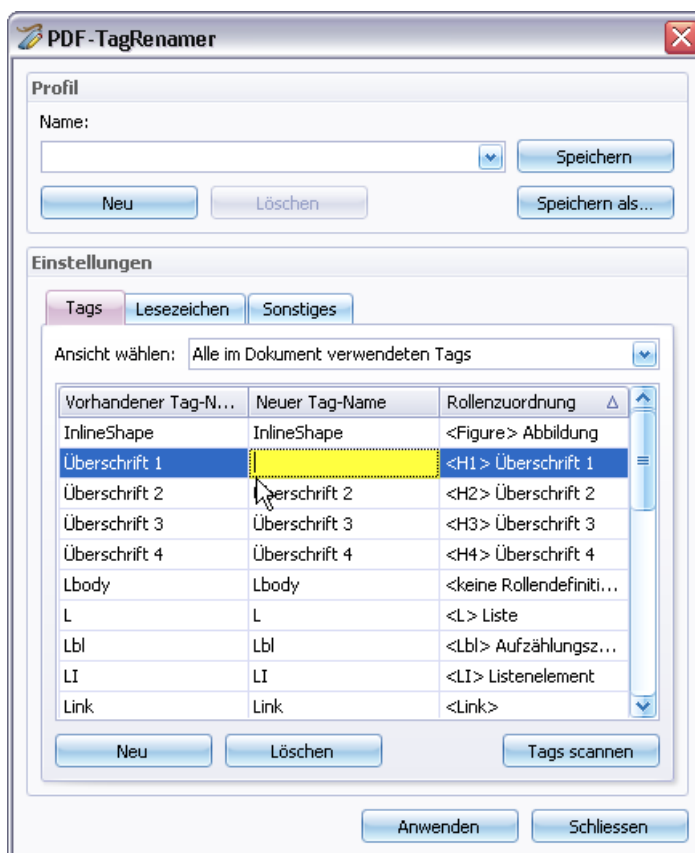 PDF-TagRenamer
Profil
Name:
Speichern
Neu Löschen Speichern als...
Einstellungen
Tags Lesezeichen Sonstiges
Ansicht wählen: Alle im Dokument verwendeten Tags
Vorhandener Tag-N... Neuer Tag-Name Rollenzuordnung
InlineShape InlineShape <Figure> Abbildung
Überschrift 1 <H1> Überschrift 1
Überschrift 2 Überschrift 2 <H2> Überschrift 2
Überschrift 3 Überschrift 3 <H3> Überschrift 3
Überschrift 4 Überschrift 4 <H4> Überschrift 4
Lbody Lbody <keine Rollendefiniti...
L L <L> Liste
Lbl Lbl <Lbl> Aufzählungsz...
LI LI <LI> Listenelement
Link Link <Link>
Neu Löschen Tags scannen
Anwenden Schliessen